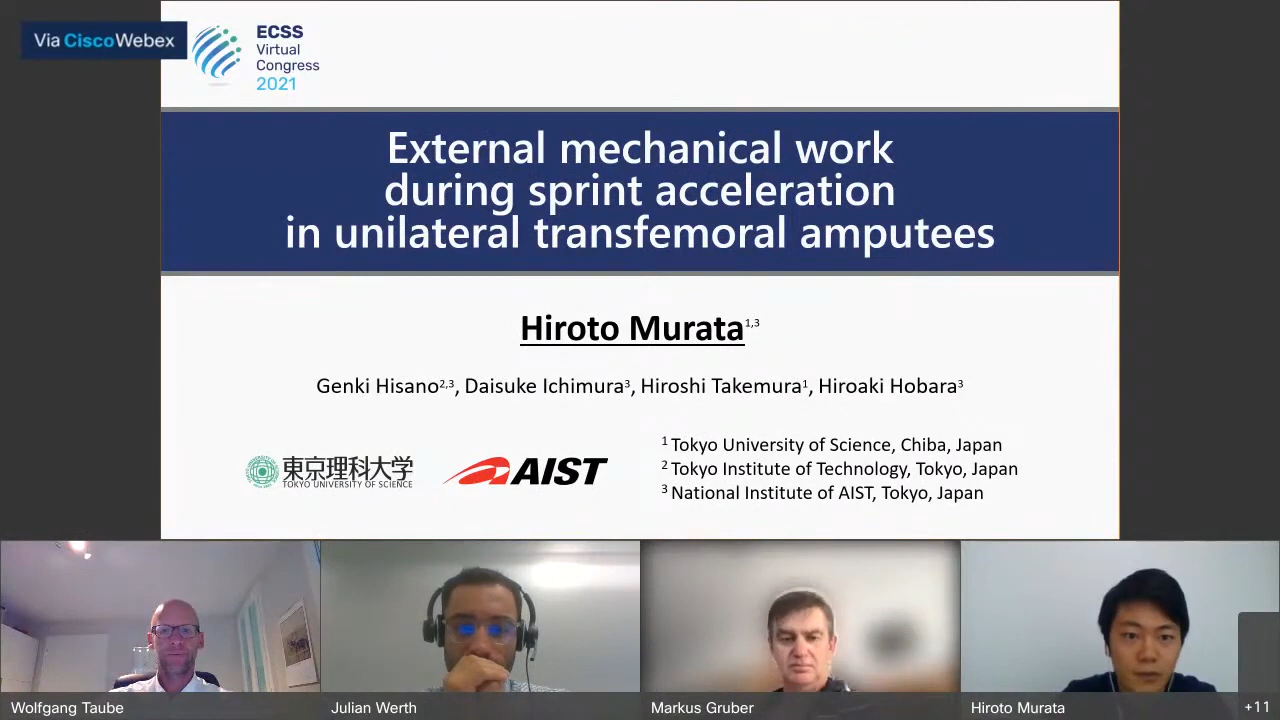 Via Cisco Webex
ECSS
Virtual
Congress
2021
External mechanical work
during sprint acceleration
in unilateral transfemoral amputees
Hiroto Murata1,3
Genki Hisano2,3, Daisuke Ichimura3, Hiroshi Takemura1, Hiroaki Hobara3
東京理科大学
TOKYO UNIVERSITY OF SCIENCE
AIST
1 Tokyo University of Science, Chiba, Japan
2 Tokyo Institute of Technology, Tokyo, Japan
3 National Institute of AIST, Tokyo, Japan
Wolfgang Taube
Julian Werth
Markus Gruber
Hiroto Murata
+11